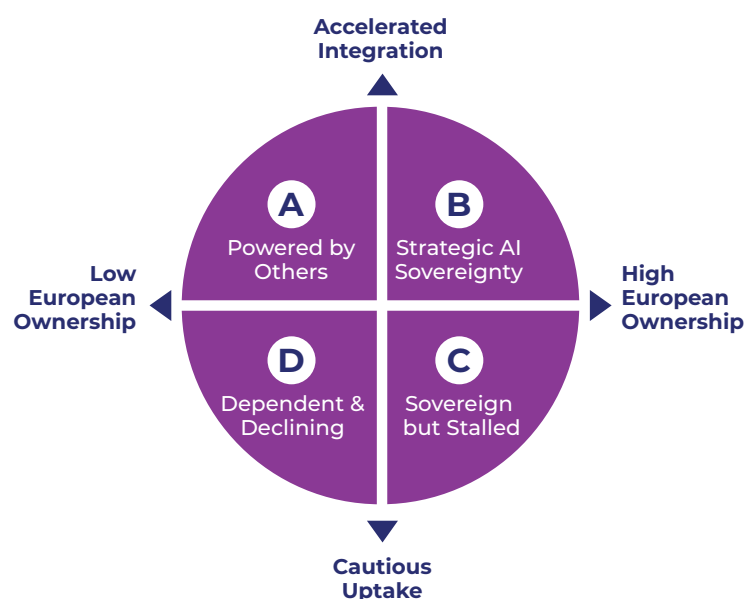 Accelerated
Integration
A
Powered by
Others
B
Strategic AI
Sovereignty
Low
European
Ownership
High
European
Ownership
D
Dependent &
Declining
C
Sovereign
but Stalled
Cautious
Uptake